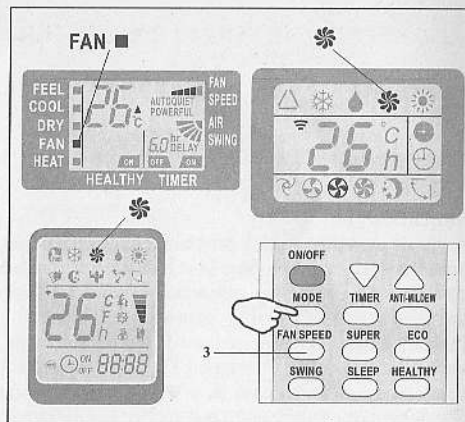 FAN ■
FEEL
COOL
DRY
FAN
HEAT
26°C
AUTOQUIET
POWERFUL
6.0 hr
DELAY
ON OFF ON
FAN
SPEED
AIR
SWING
HEALTHY TIMER
26 °C
h
26 C
F
h
ON
OFF 88:88
ON/OFF
MODE TIMER ANTI-MILDEW
FAN SPEED SUPER ECO
3
SWING SLEEP HEALTHY